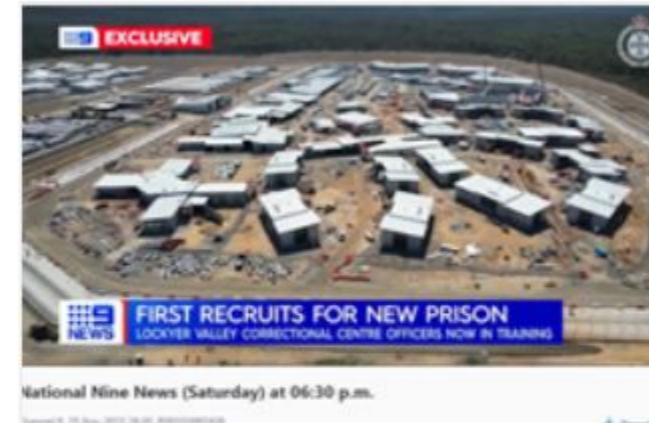 9 EXCLUSIVE
FIRST RECRUITS FOR NEW PRISON
9 NEWS
LOCKYER VALLEY CORRECTIONAL CENTRE OFFICERS NOW IN TRAINING
National Nine News (Saturday) at 06:30 p.m.